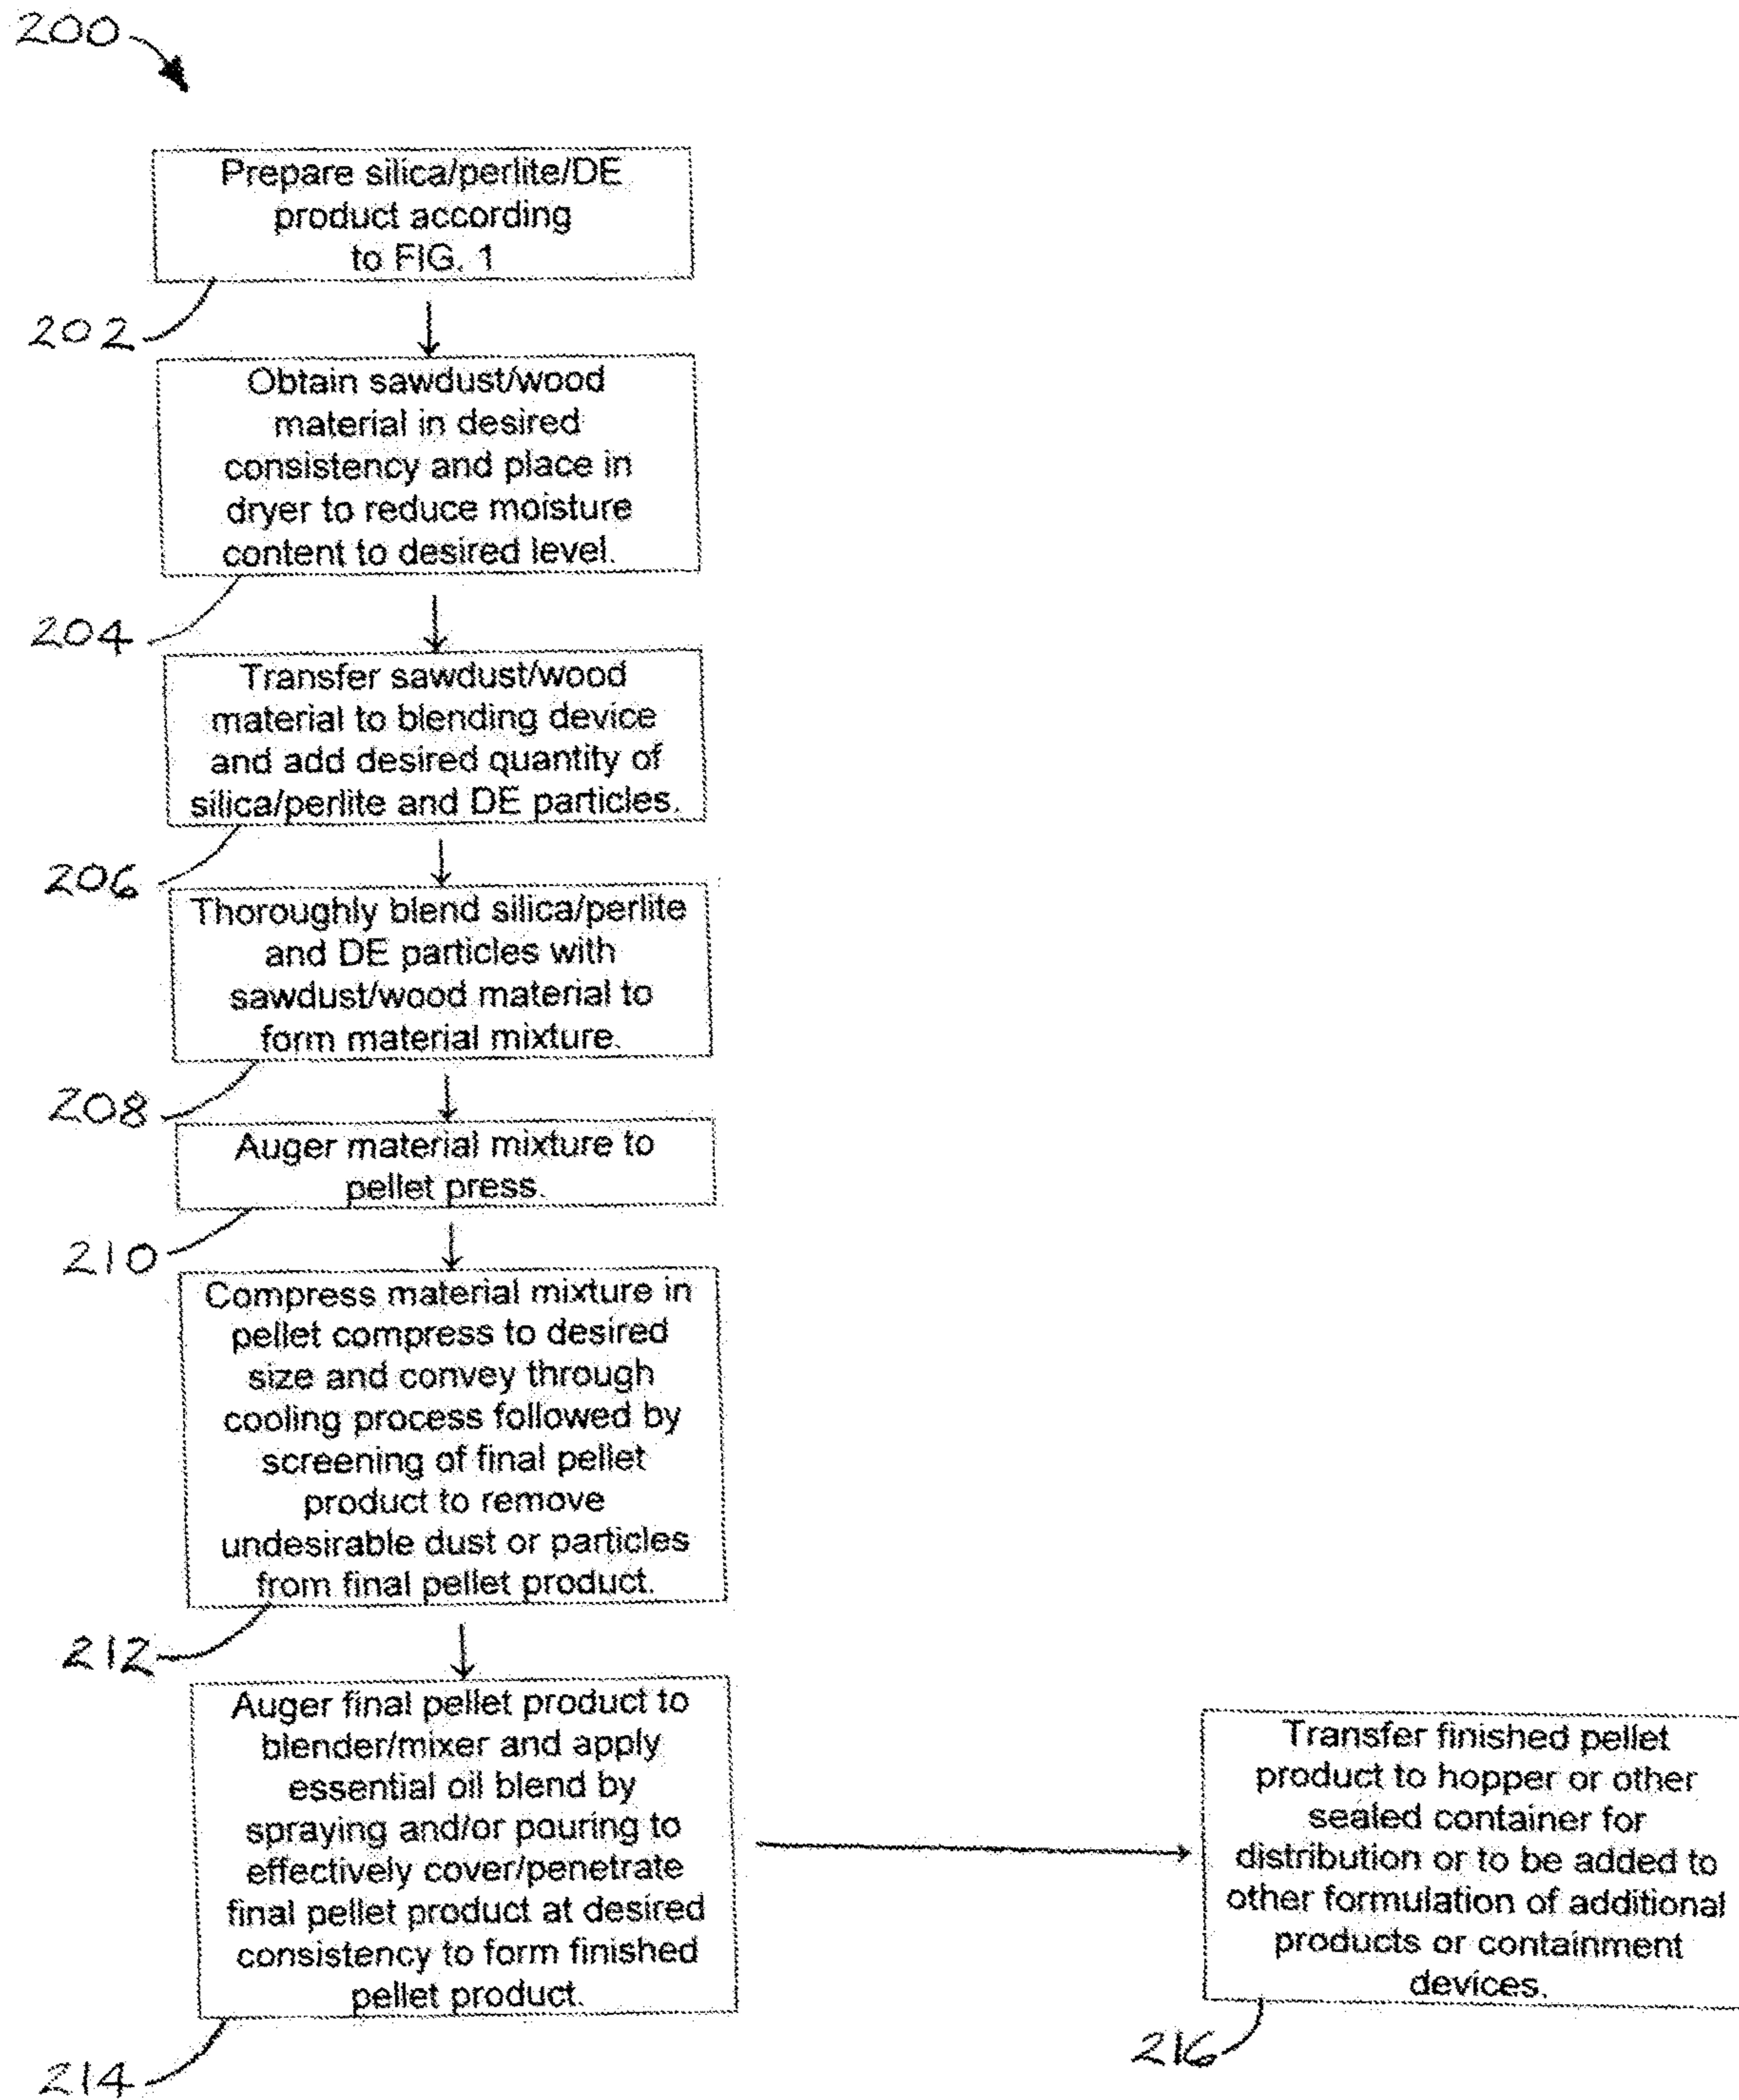 200
Prepare silica/perlite/DE
product according
to FIG. 1
202
Obtain sawdust/wood
material in desired
consistency and place in
dryer to reduce moisture
content to desired level.
204
Transfer sawdust/wood
material to blending device
and add desired quantity of
silica/perlite and DE particles.
206
Thoroughly blend silica/perlite
and DE particles with
sawdust/wood material to
form material mixture.
208
Auger material mixture to
pellet press.
210
Compress material mixture in
pellet compress to desired
size and convey through
cooling process followed by
screening of final pellet
product to remove
undesirable dust or particles
from final pellet product.
212
Auger final pellet product to
blender/mixer and apply
essential oil blend by
spraying and/or pouring to
effectively cover/penetrate
final pellet product at desired
consistency to form finished
pellet product.
214
Transfer finished pellet
product to hopper or other
sealed container for
distribution or to be added to
other formulation of additional
products or containment
devices.
216